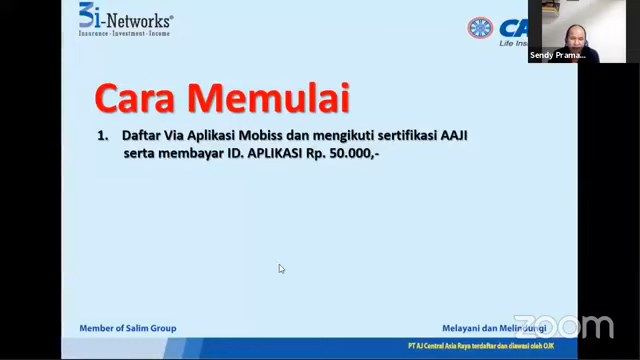 3i-Networks®
Insurance - Investment - Income
CA
Life Ins
Sendy Prama...
Cara Memulai
1. Daftar Via Aplikasi Mobiss dan mengikuti sertifikasi AAJI
serta membayar ID. APLIKASI Rp. 50.000,-
Member of Salim Group
Melayani dan Melindungi
zoom
PT AJ Central Asia Raya terdaftar dan diawasi oleh OJK